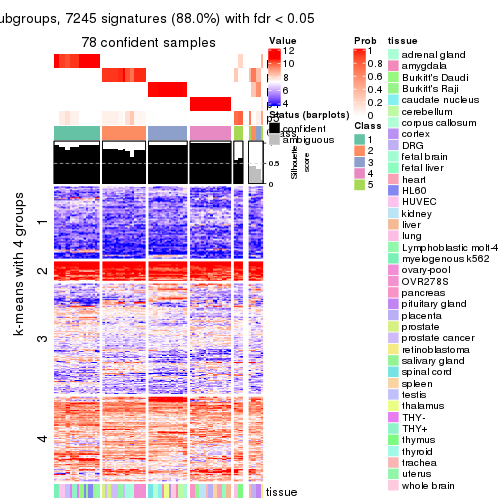 ubgroups, 7245 signatures (88.0%) with fdr < 0.05
78 confident samples
k-means with 4 groups
1
2
3
4
Value
12
10
8
6
4
Status (barplots)
confident
ambiguous
1
0.5
0
Silhouette
score
tissue
Prob
1
0.8
0.6
0.4
0.2
0
Class
1
2
3
4
5
tissue
adrenal gland
amygdala
Burkitt's Daudi
Burkitt's Raji
caudate nucleus
cerebellum
corpus callosum
cortex
DRG
fetal brain
fetal liver
heart
HL60
HUVEC
kidney
liver
lung
Lymphoblastic molt-4
myelogenous k562
ovary-pool
OVR278S
pancreas
pituitary gland
placenta
prostate
prostate cancer
retinoblastoma
salivary gland
spinal cord
spleen
testis
thalamus
THY-
THY+
thymus
thyroid
trachea
uterus
whole brain